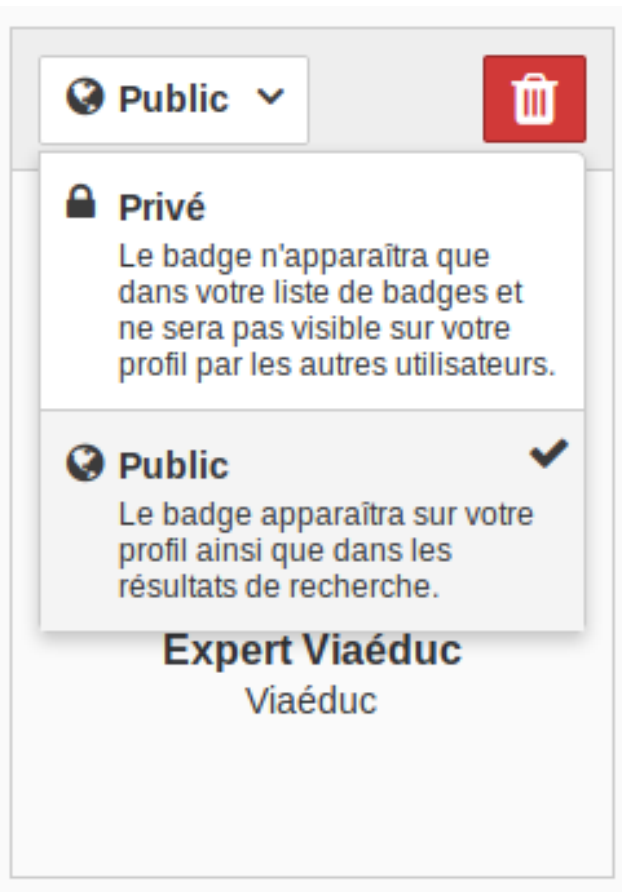 Public
Privé
Le badge n'apparaîtra que
dans votre liste de badges et
ne sera pas visible sur votre
profil par les autres utilisateurs.
Public
Le badge apparaîtra sur votre
profil ainsi que dans les
résultats de recherche.
Expert Viaéduc
Viaéduc